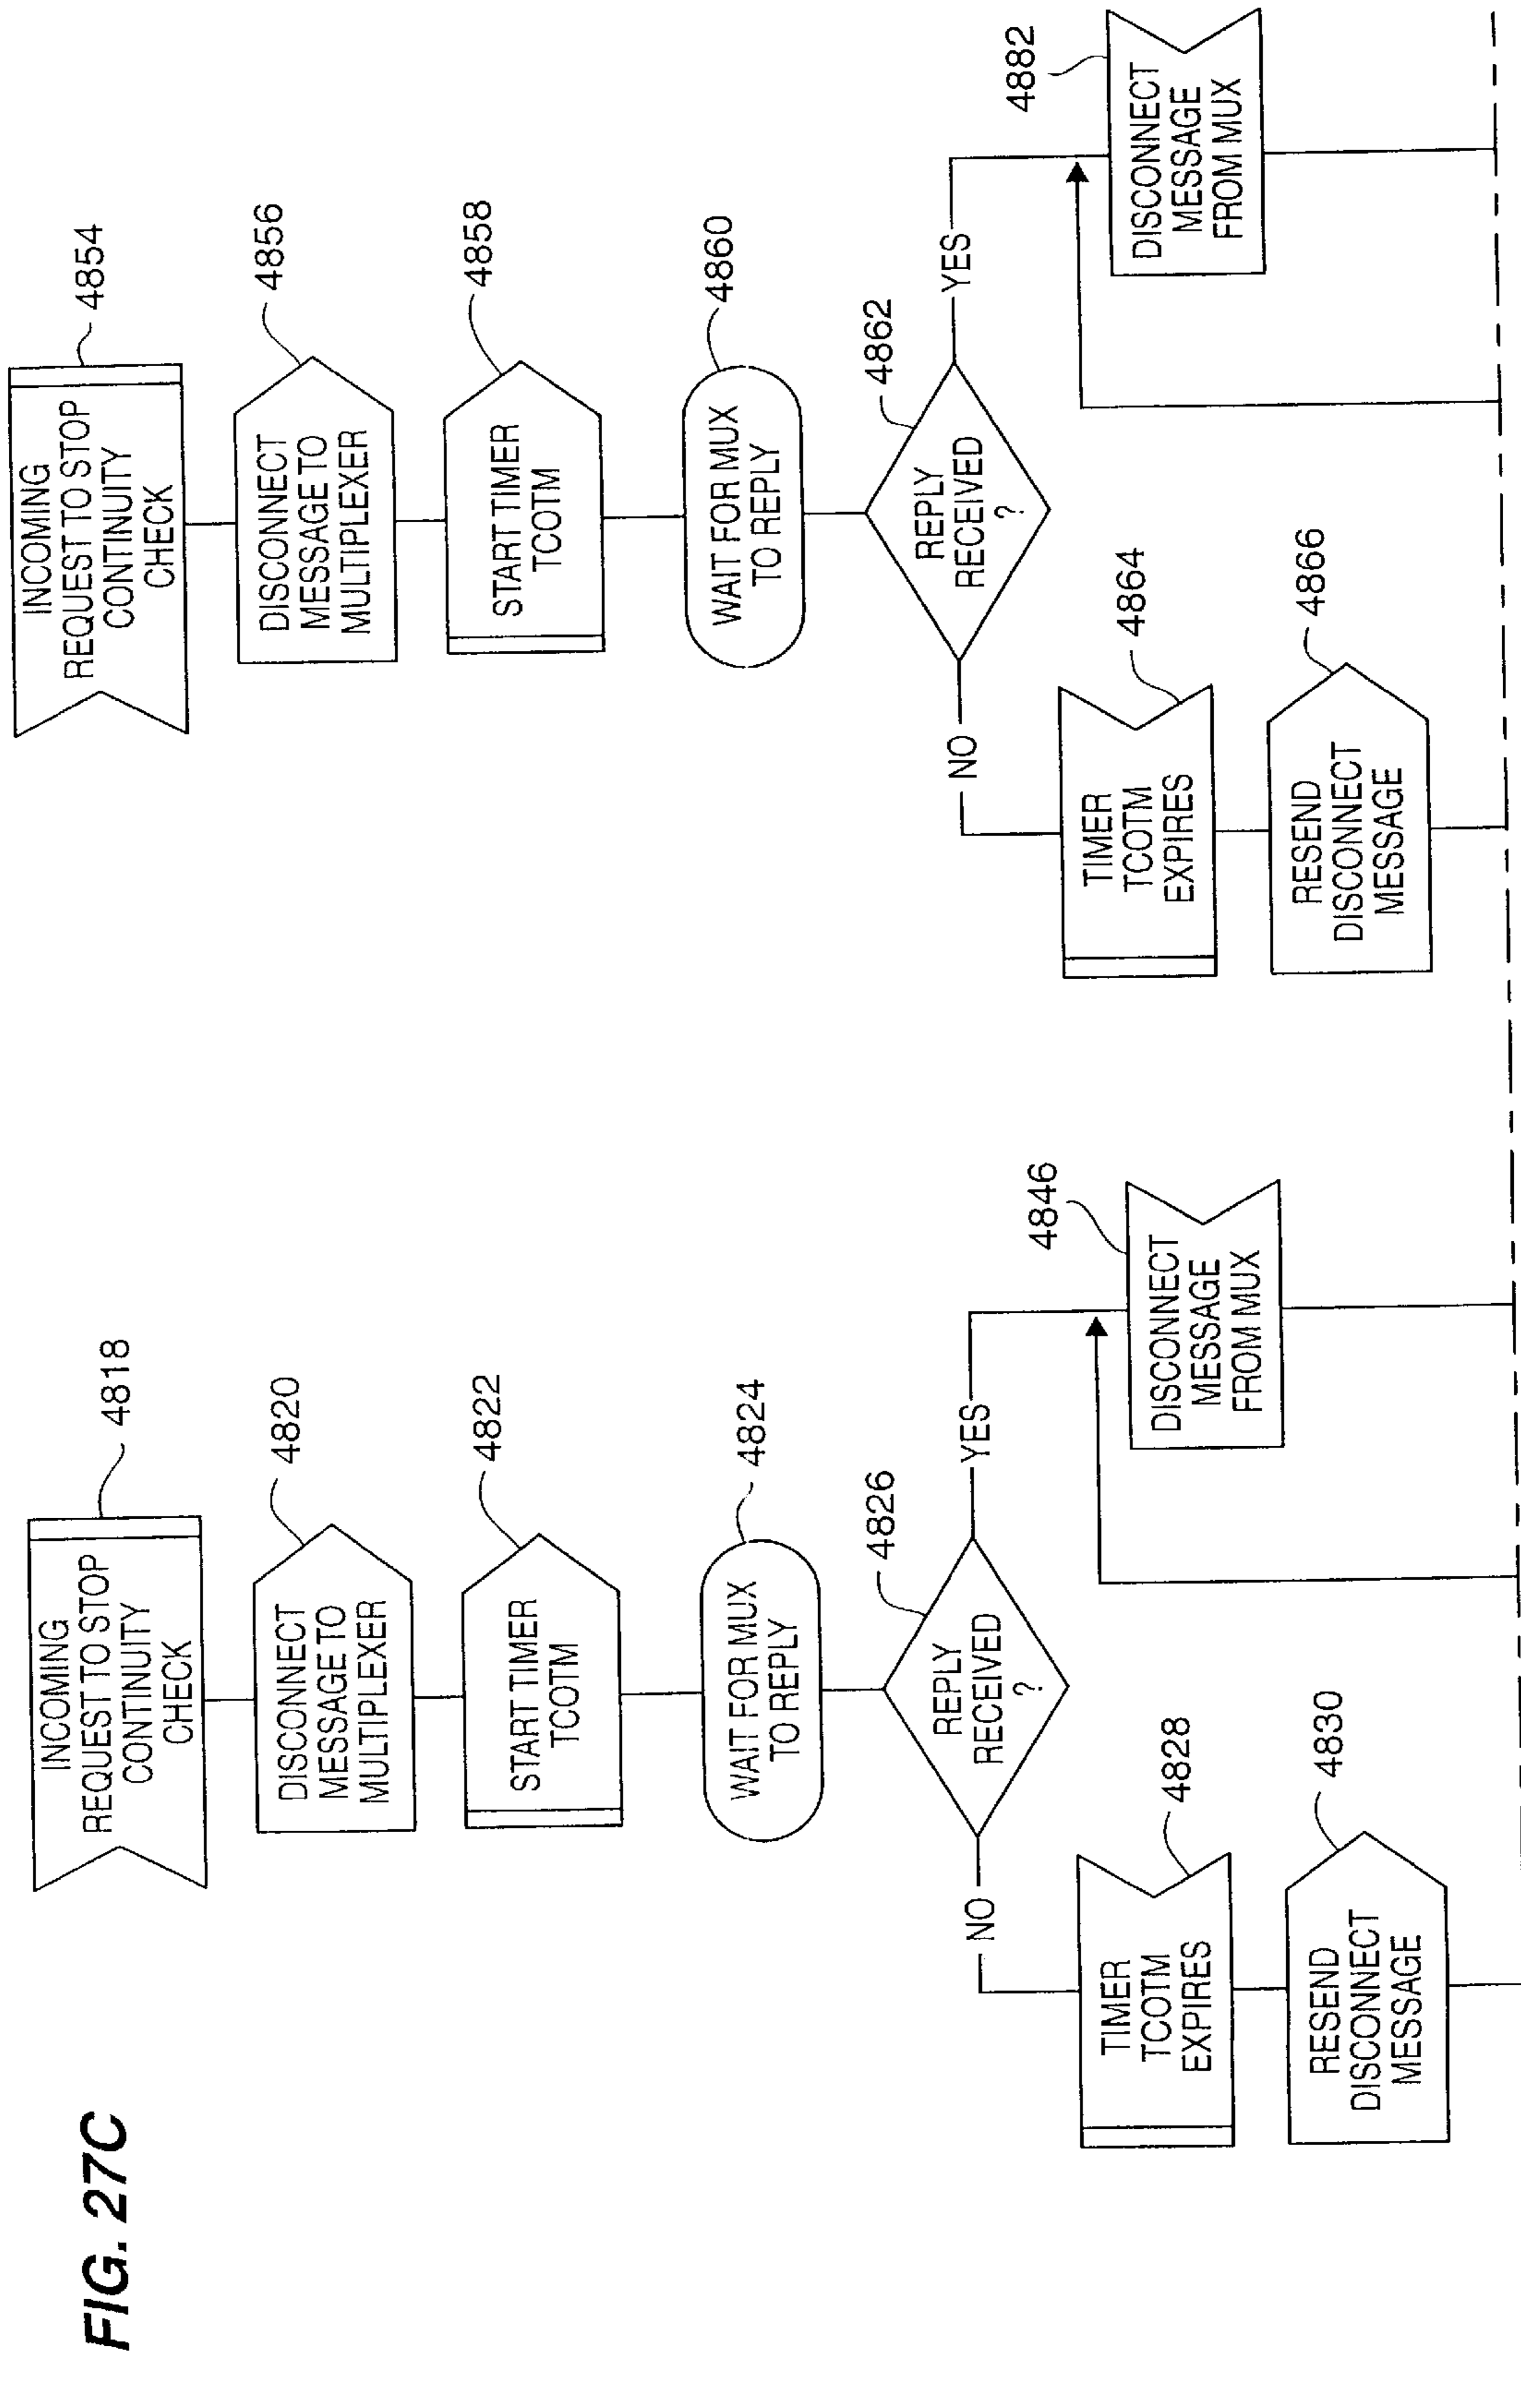 FIG. 27C
INCOMING
REQUEST TO STOP
CONTINUITY
CHECK
4818
DISCONNECT
MESSAGE TO
MULTIPLEXER
4820
START TIMER
TCOTM
4822
WAIT FOR MUX
TO REPLY
4824
REPLY
RECEIVED
?
4826
NO
YES
TIMER
TCOTM
EXPIRES
4828
RESEND
DISCONNECT
MESSAGE
4830
DISCONNECT
MESSAGE
FROM MUX
4846
INCOMING
REQUEST TO STOP
CONTINUITY
CHECK
4854
DISCONNECT
MESSAGE TO
MULTIPLEXER
4856
START TIMER
TCOTM
4858
WAIT FOR MUX
TO REPLY
4860
REPLY
RECEIVED
?
4862
NO
YES
TIMER
TCOTM
EXPIRES
4864
RESEND
DISCONNECT
MESSAGE
4866
DISCONNECT
MESSAGE
FROM MUX
4882